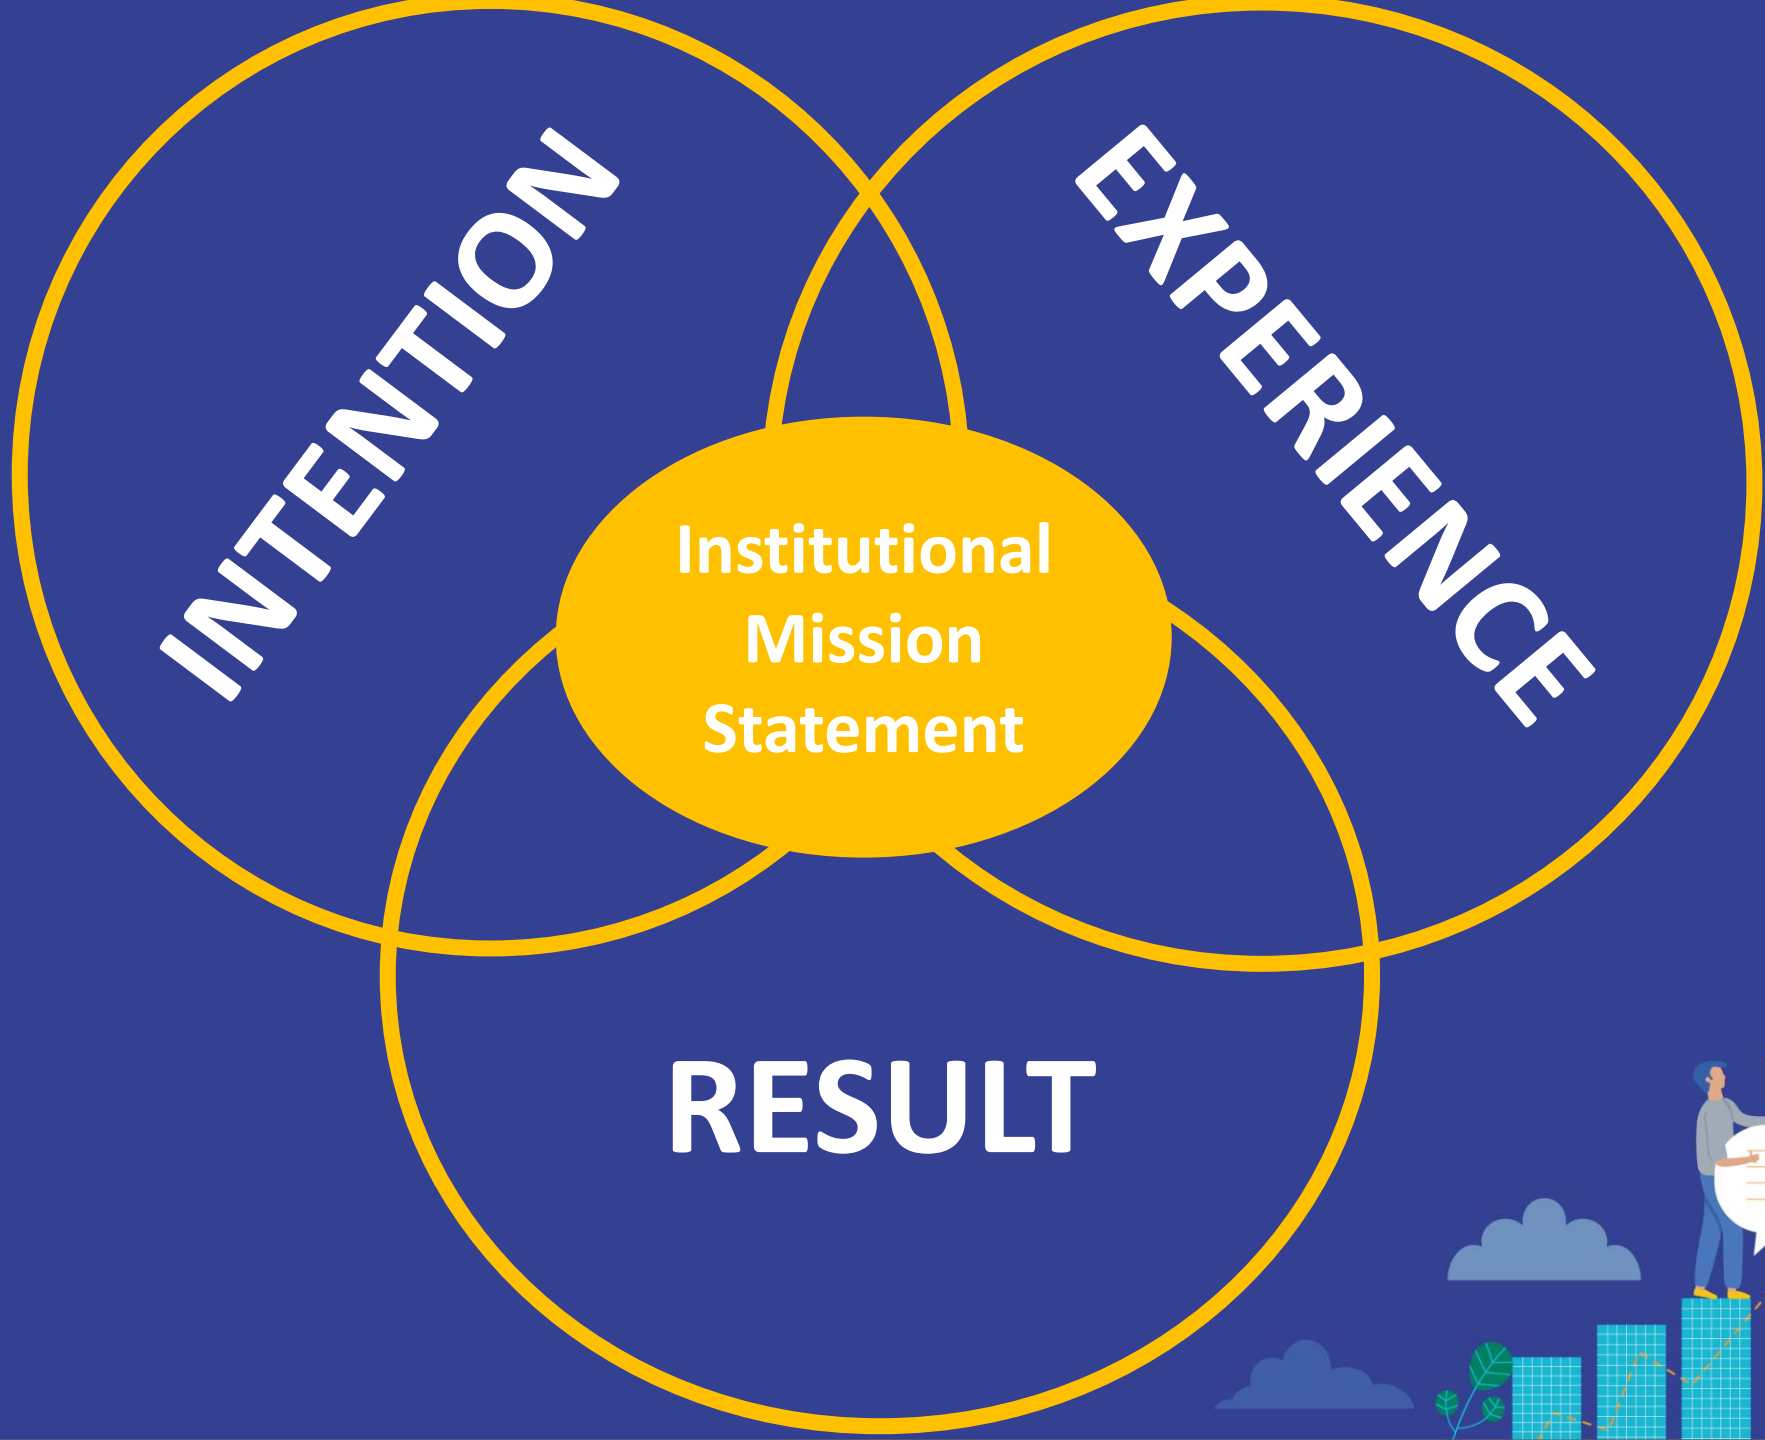 INTENTION
EXPERIENCE
Institutional
Mission
Statement
RESULT